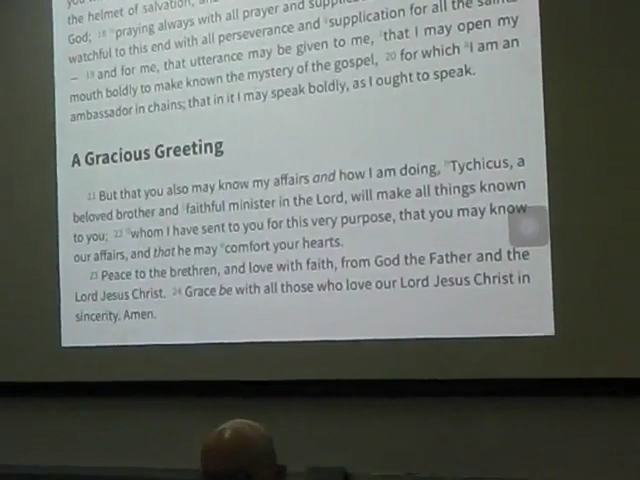 the helmet of salvation,
God; 18 praying always with all prayer and
watchful to this end with all perseverance and supplication for all the
— 19 and for me, that utterance may be given to me, that I may open my
mouth boldly to make known the mystery of the gospel, 20 for which I am an
ambassador in chains; that in it I may speak boldly, as I ought to speak.
A Gracious Greeting
21 But that you also may know my affairs and how I am doing, Tychicus, a
beloved brother and faithful minister in the Lord, will make all things known
to you; 22 whom I have sent to you for this very purpose, that you may know
our affairs, and that he may comfort your hearts.
23 Peace to the brethren, and love with faith, from God the Father and the
Lord Jesus Christ. 24 Grace be with all those who love our Lord Jesus Christ in
sincerity. Amen.